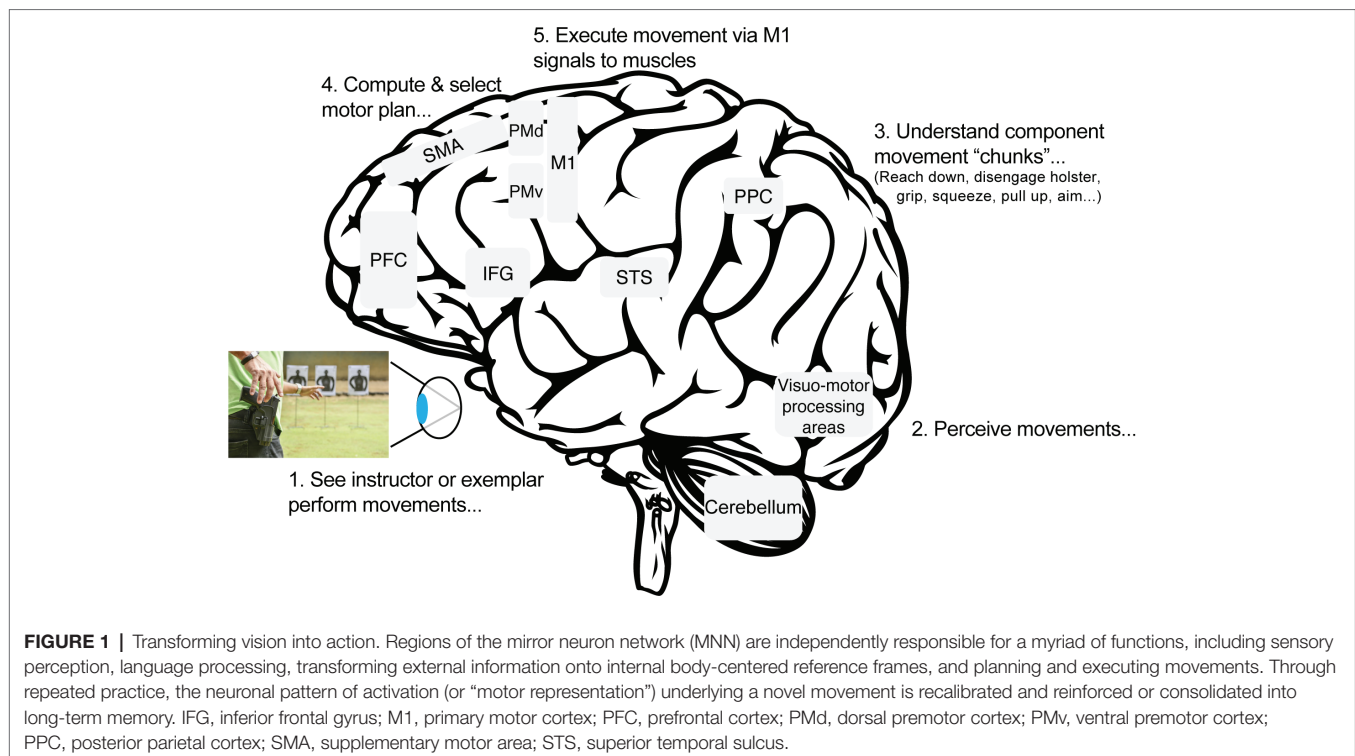 5. Execute movement via M1
signals to muscles
4. Compute & select
motor plan...
3. Understand component
movement “chunks”...
(Reach down, disengage holster,
grip, squeeze, pull up, aim...)
SMA
PMd
M1
PMv
PPC
PFC
IFG
STS
Visuo-motor
processing
areas
2. Perceive movements...
1. See instructor or exemplar
perform movements...
Cerebellum
FIGURE 1 | Transforming vision into action. Regions of the mirror neuron network (MNN) are independently responsible for a myriad of functions, including sensory
perception, language processing, transforming external information onto internal body-centered reference frames, and planning and executing movements. Through
repeated practice, the neuronal pattern of activation (or “motor representation”) underlying a novel movement is recalibrated and reinforced or consolidated into
long-term memory. IFG, inferior frontal gyrus; M1, primary motor cortex; PFC, prefrontal cortex; PMd, dorsal premotor cortex; PMv, ventral premotor cortex;
PPC, posterior parietal cortex; SMA, supplementary motor area; STS, superior temporal sulcus.